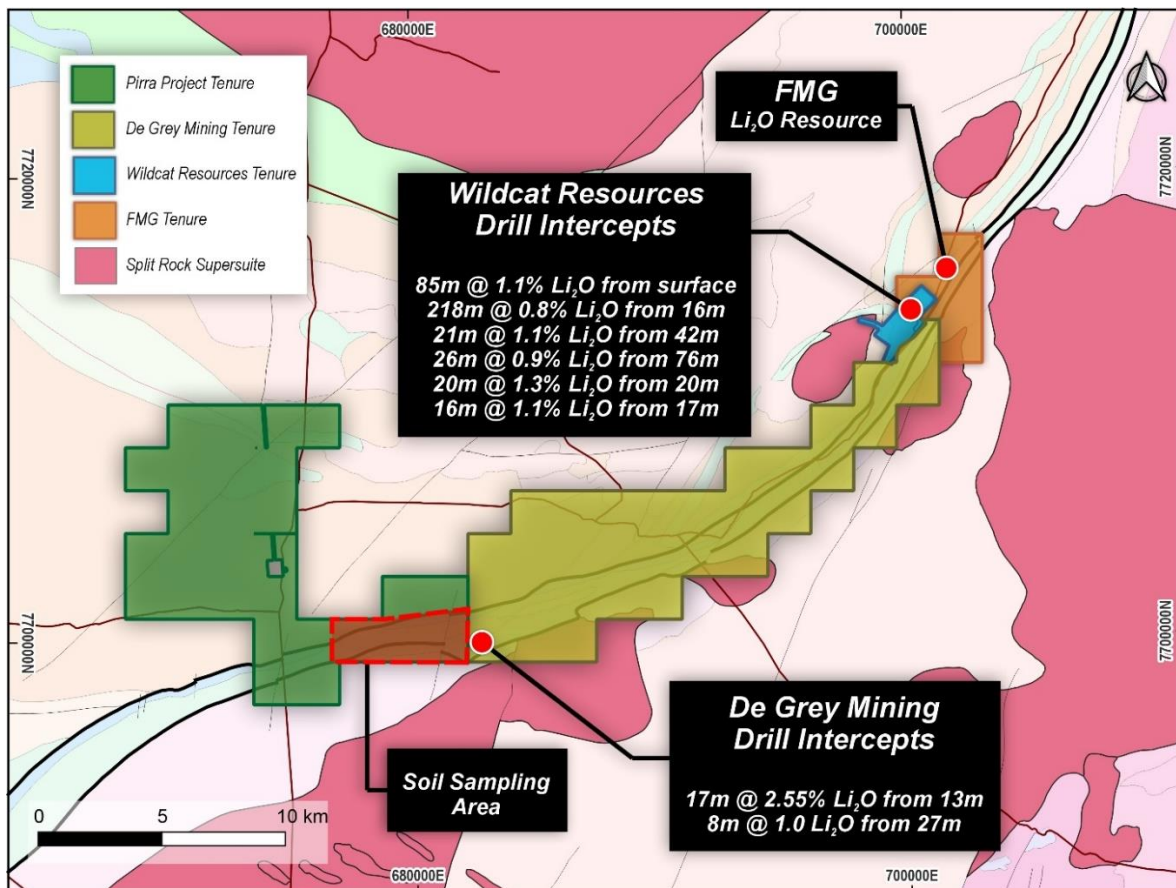 680000E
700000E
Pirra Project Tenure
De Grey Mining Tenure
Wildcat Resources Tenure
FMG Tenure
Split Rock Supersuite
FMG
Li₂O Resource
7720000N
7720000N
Wildcat Resources
Drill Intercepts
85m @ 1.1% Li₂O from surface
218m @ 0.8% Li₂O from 16m
21m @ 1.1% Li₂O from 42m
26m @ 0.9% Li₂O from 76m
20m @ 1.3% Li₂O from 20m
16m @ 1.1% Li₂O from 17m
7700000N
7700000N
De Grey Mining
Drill Intercepts
17m @ 2.55% Li₂O from 13m
8m @ 1.0 Li₂O from 27m
Soil Sampling
Area
0 5 10 km
680000E
700000E